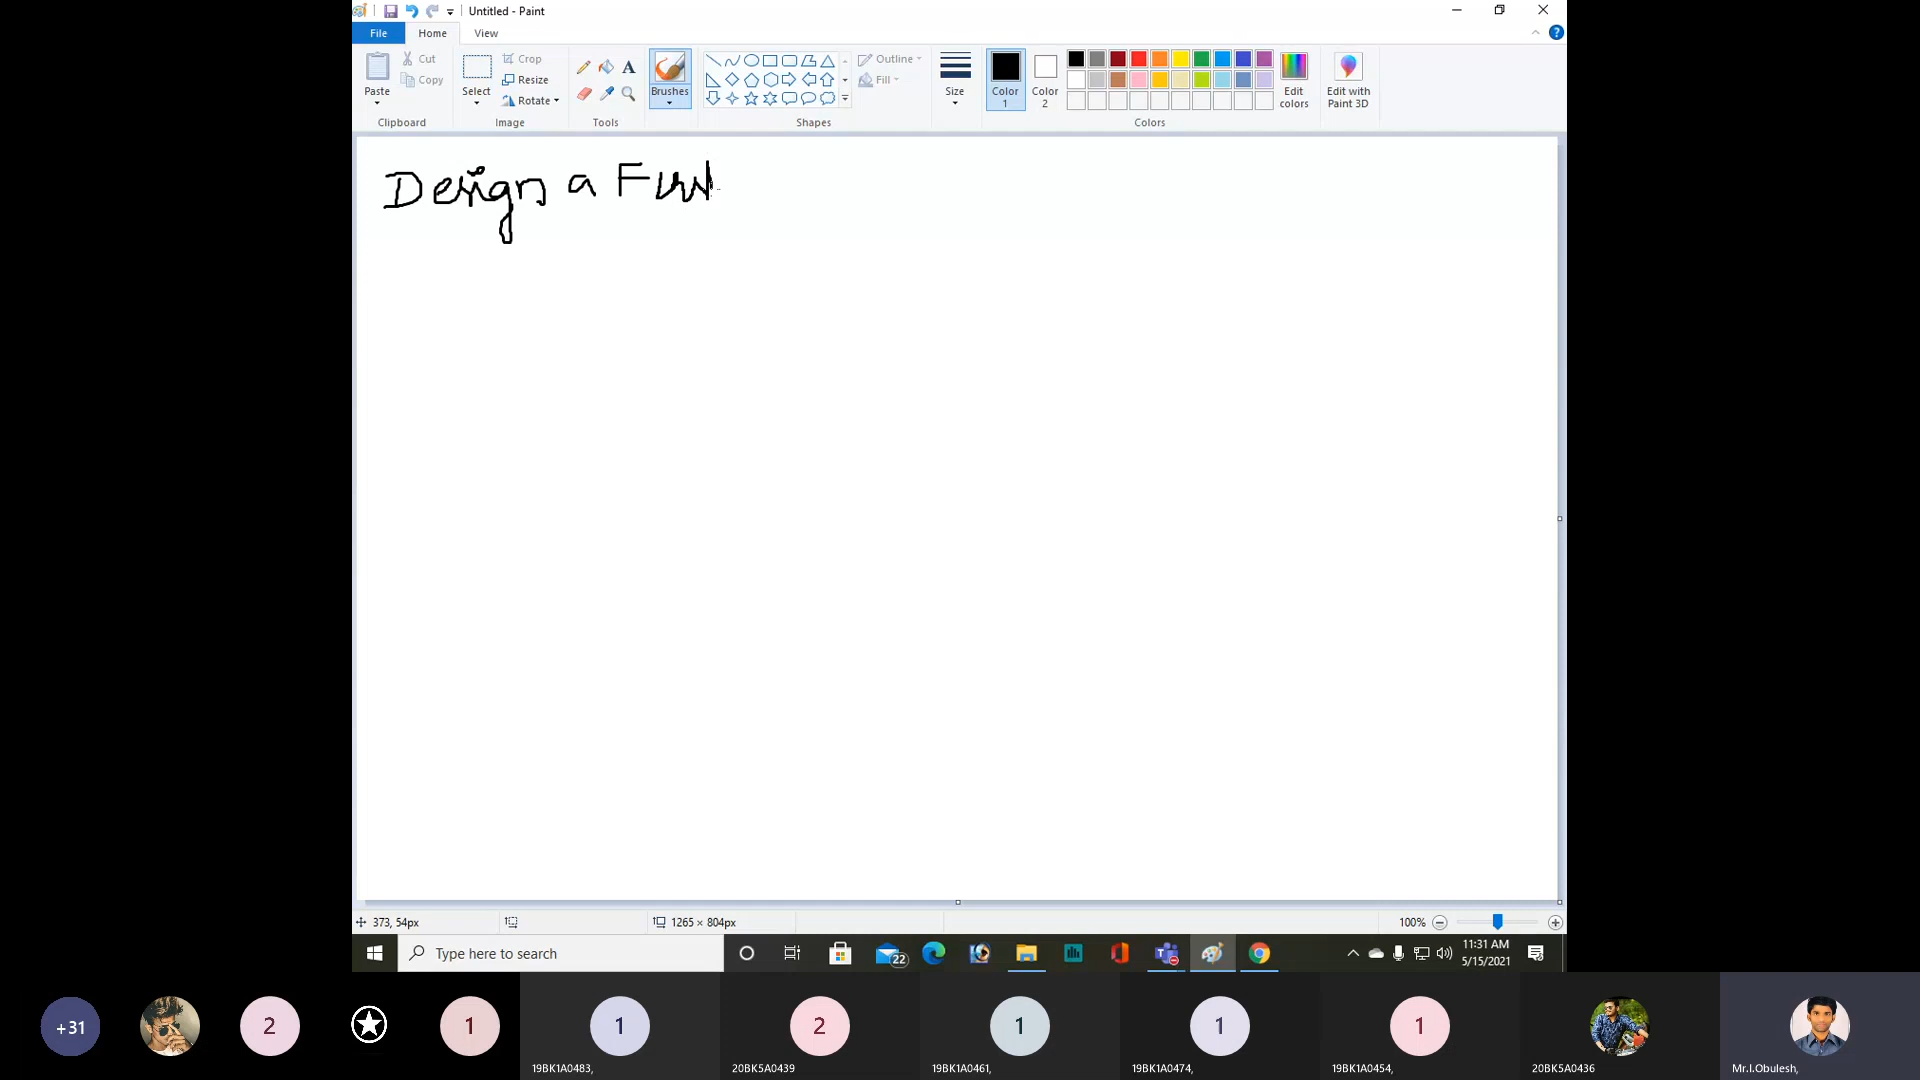 Untitled - Paint
File Home View
Paste Cut Copy Clipboard
Select Crop Resize Rotate Image
Tools
Brushes
Outline Fill Shapes
Size
Color 1 Color 2 Edit colors Colors
Edit with Paint 3D
Design a
373, 54px 1265 × 804px 100%
Type here to search 22 11:31 AM
5/15/2021
+31 2 1 1 2 1 1 1
19BK1A0483, 20BK5A0439 19BK1A0461, 19BK1A0474, 19BK1A0454, 20BK5A0436 Mr.I.Obulesh,